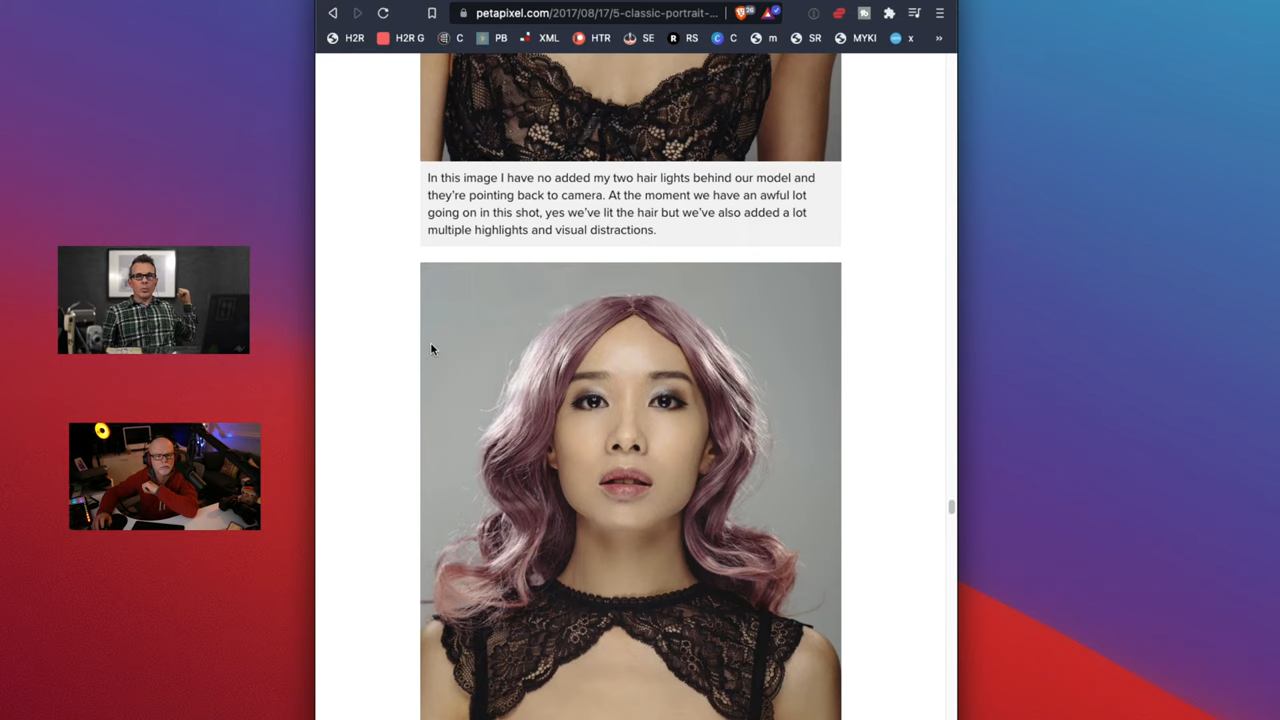 petapixel.com/2017/08/17/5-classic-portrait-...
26
H2R H2R G C PB XML HTR SE RS C m SR MYKI x »
In this image I have no added my two hair lights behind our model and
they’re pointing back to camera. At the moment we have an awful lot
going on in this shot, yes we’ve lit the hair but we’ve also added a lot
multiple highlights and visual distractions.